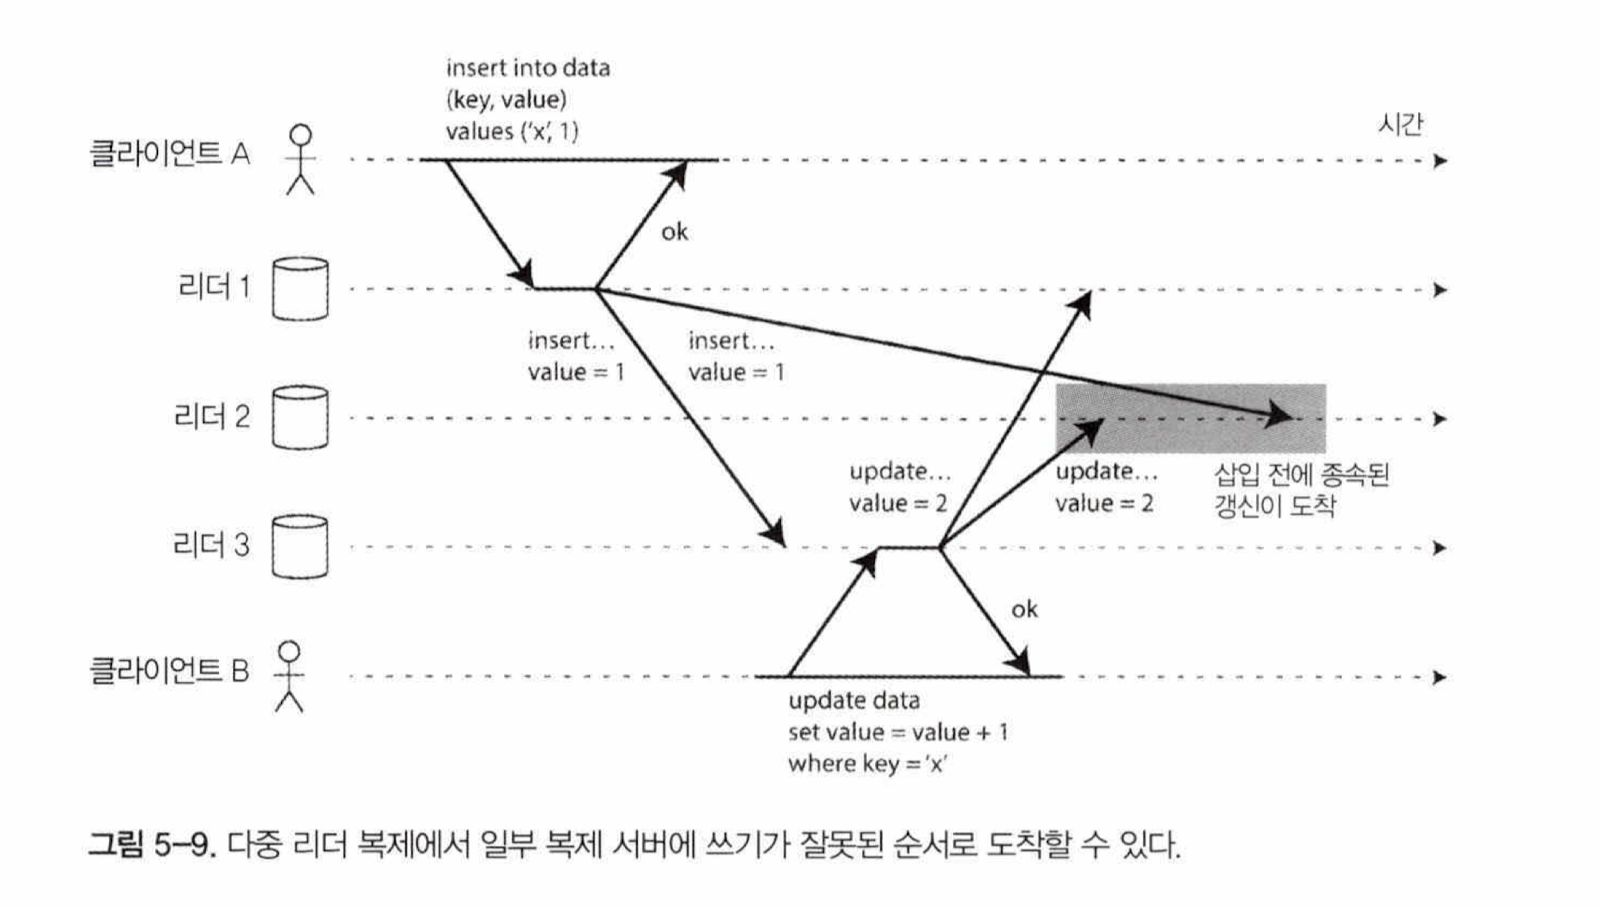 insert into data
(key, value)
values ('x', 1)
시간
클라이언트 A
ok
리더 1
insert...
value = 1
insert...
value = 1
리더 2
update...
value = 2
update...
value = 2
삽입 전에 종속된
갱신이 도착
리더 3
ok
클라이언트 B
update data
set value = value + 1
where key = 'x'
그림 5-9. 다중 리더 복제에서 일부 복제 서버에 쓰기가 잘못된 순서로 도착할 수 있다.